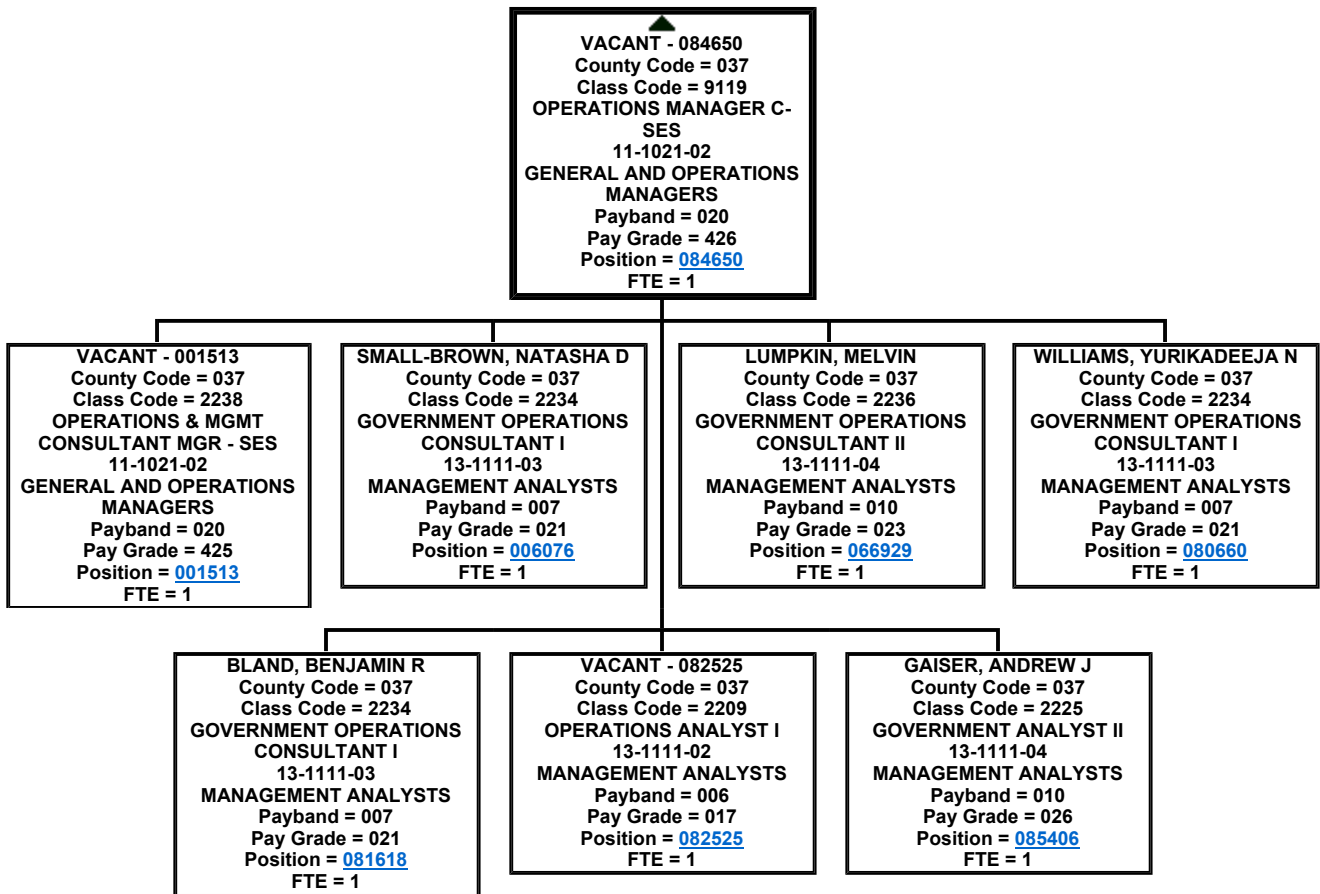 VACANT - 084650
County Code = 037
Class Code = 9119
OPERATIONS MANAGER C-
SES
11-1021-02
GENERAL AND OPERATIONS
MANAGERS
Payband = 020
Pay Grade = 426
Position = 084650
FTE = 1
VACANT - 001513
County Code = 037
Class Code = 2238
OPERATIONS & MGMT
CONSULTANT MGR - SES
11-1021-02
GENERAL AND OPERATIONS
MANAGERS
Payband = 020
Pay Grade = 425
Position = 001513
FTE = 1
SMALL-BROWN, NATASHA D
County Code = 037
Class Code = 2234
GOVERNMENT OPERATIONS
CONSULTANT I
13-1111-03
MANAGEMENT ANALYSTS
Payband = 007
Pay Grade = 021
Position = 006076
FTE = 1
LUMPKIN, MELVIN
County Code = 037
Class Code = 2236
GOVERNMENT OPERATIONS
CONSULTANT II
13-1111-04
MANAGEMENT ANALYSTS
Payband = 010
Pay Grade = 023
Position = 066929
FTE = 1
WILLIAMS, YURIKADEEJA N
County Code = 037
Class Code = 2234
GOVERNMENT OPERATIONS
CONSULTANT I
13-1111-03
MANAGEMENT ANALYSTS
Payband = 007
Pay Grade = 021
Position = 080660
FTE = 1
BLAND, BENJAMIN R
County Code = 037
Class Code = 2234
GOVERNMENT OPERATIONS
CONSULTANT I
13-1111-03
MANAGEMENT ANALYSTS
Payband = 007
Pay Grade = 021
Position = 081618
FTE = 1
VACANT - 082525
County Code = 037
Class Code = 2209
OPERATIONS ANALYST I
13-1111-02
MANAGEMENT ANALYSTS
Payband = 006
Pay Grade = 017
Position = 082525
FTE = 1
GAISER, ANDREW J
County Code = 037
Class Code = 2225
GOVERNMENT ANALYST II
13-1111-04
MANAGEMENT ANALYSTS
Payband = 010
Pay Grade = 026
Position = 085406
FTE = 1